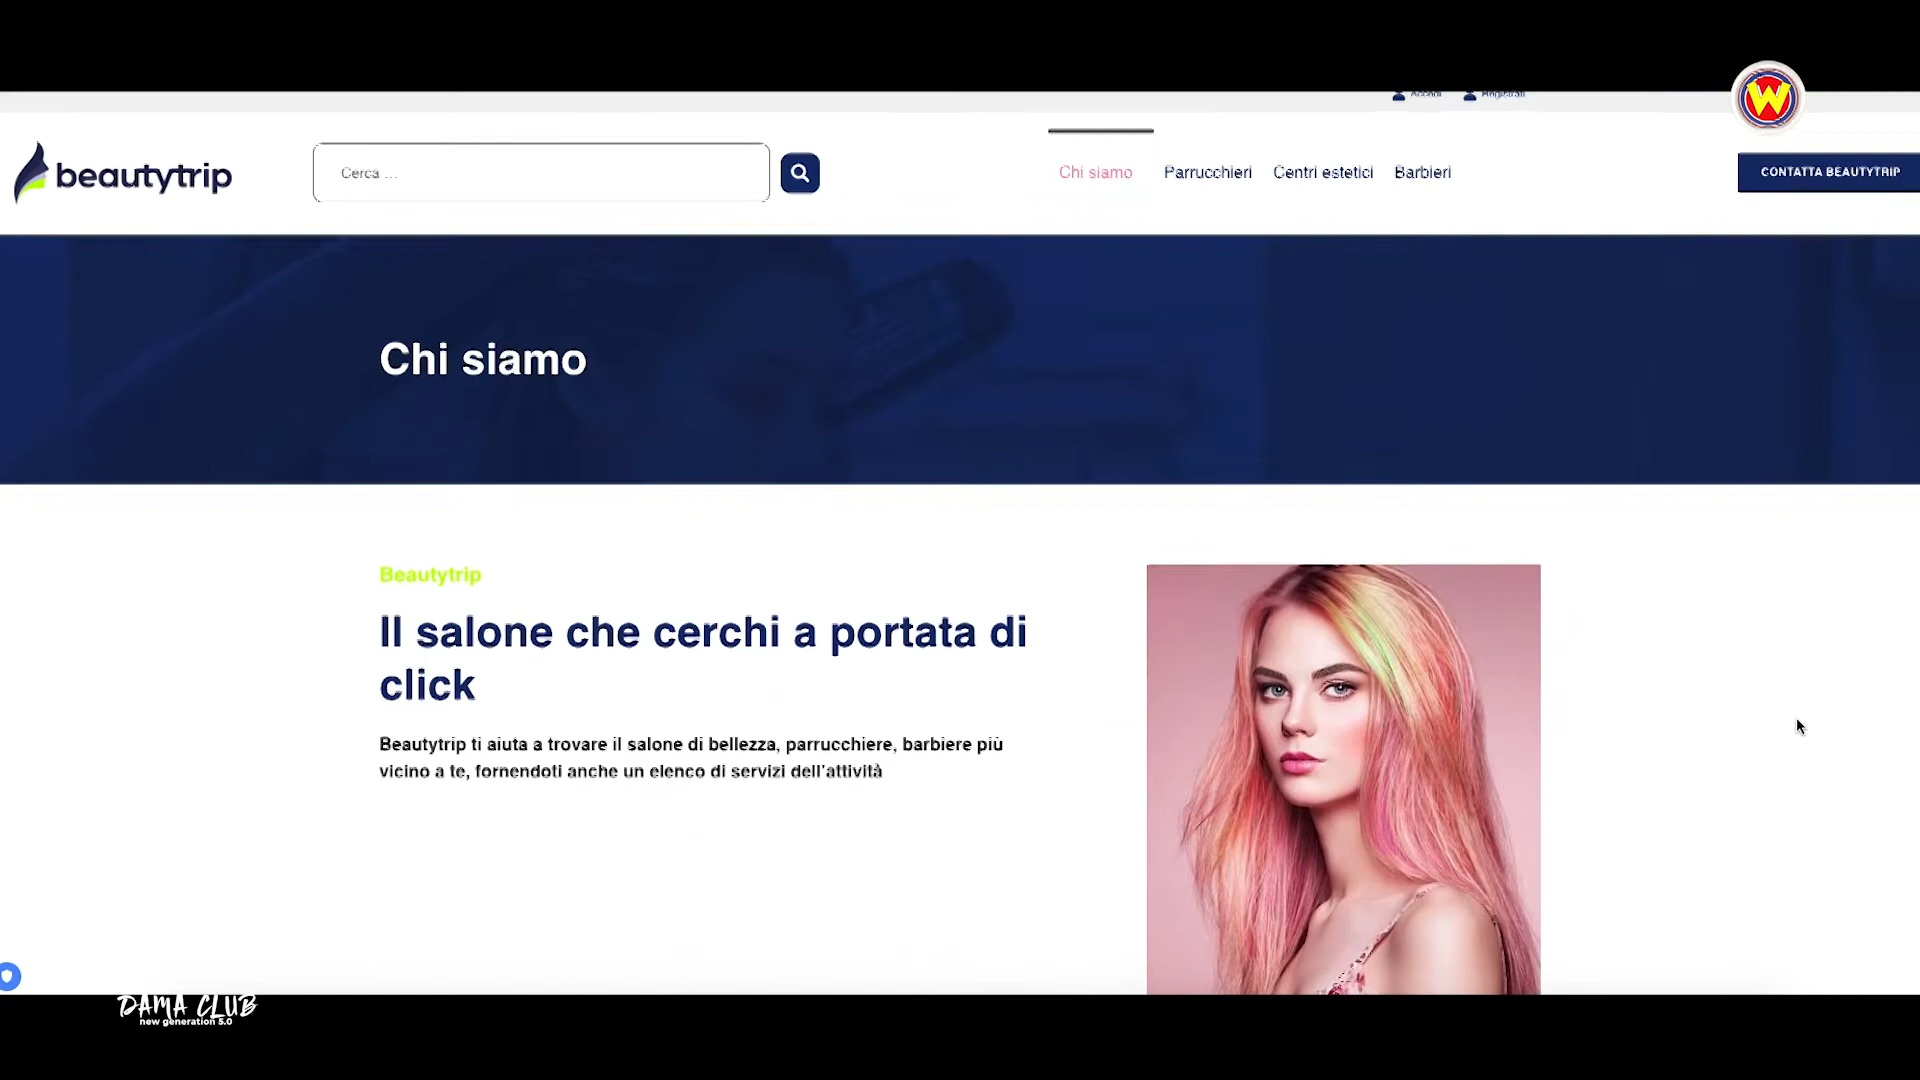 Accedi Registrati
W
beautytrip
Cerca ...
Chi siamo Parrucchieri Centri estetici Barbieri
CONTATTA BEAUTYTRIP
Chi siamo
Beautytrip
Il salone che cerchi a portata di
click
Beautytrip ti aiuta a trovare il salone di bellezza, parrucchiere, barbiere più
vicino a te, fornendoti anche un elenco di servizi dell'attività
DAMA CLUB
new generation 5.0